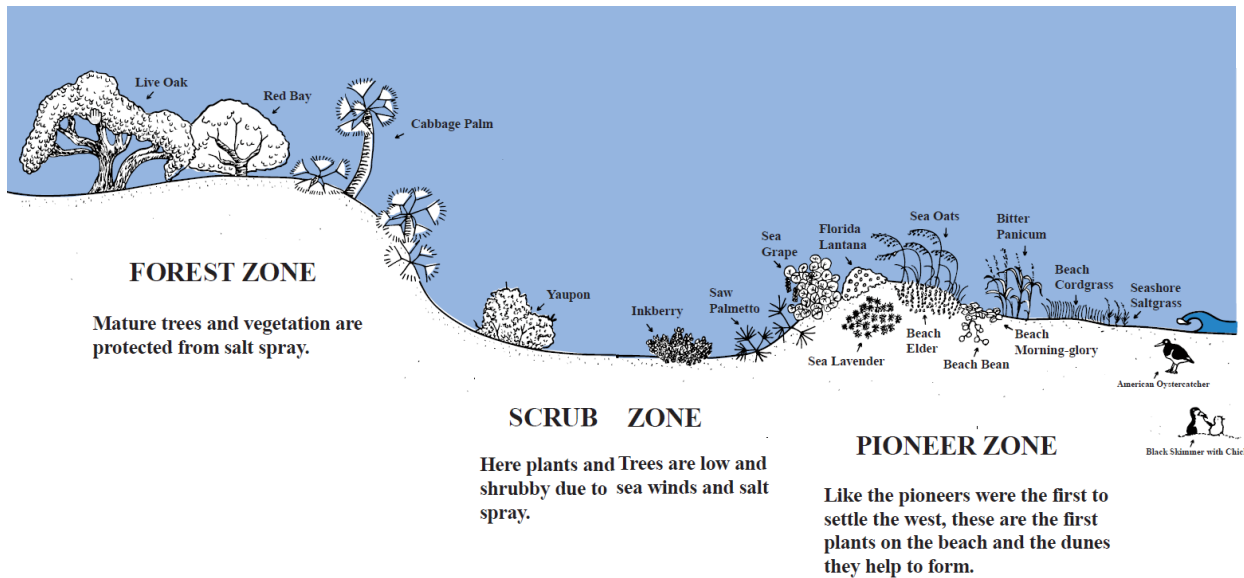 Live Oak
Red Bay
Cabbage Palm
FOREST ZONE
Mature trees and vegetation are
protected from salt spray.
Yaupon
Inkberry
Saw
Palmetto
SCRUB ZONE
Here plants and Trees are low and
shrubby due to sea winds and salt
spray.
Sea
Grape
Florida
Lantana
Sea Oats
Bitter
Panicum
Beach
Cordgrass
Seashore
Saltgrass
Sea Lavender
Beach
Elder
Beach Bean
Beach
Morning-glory
American Oystercatcher
Black Skimmer with Chic
PIONEER ZONE
Like the pioneers were the first to
settle the west, these are the first
plants on the beach and the dunes
they help to form.